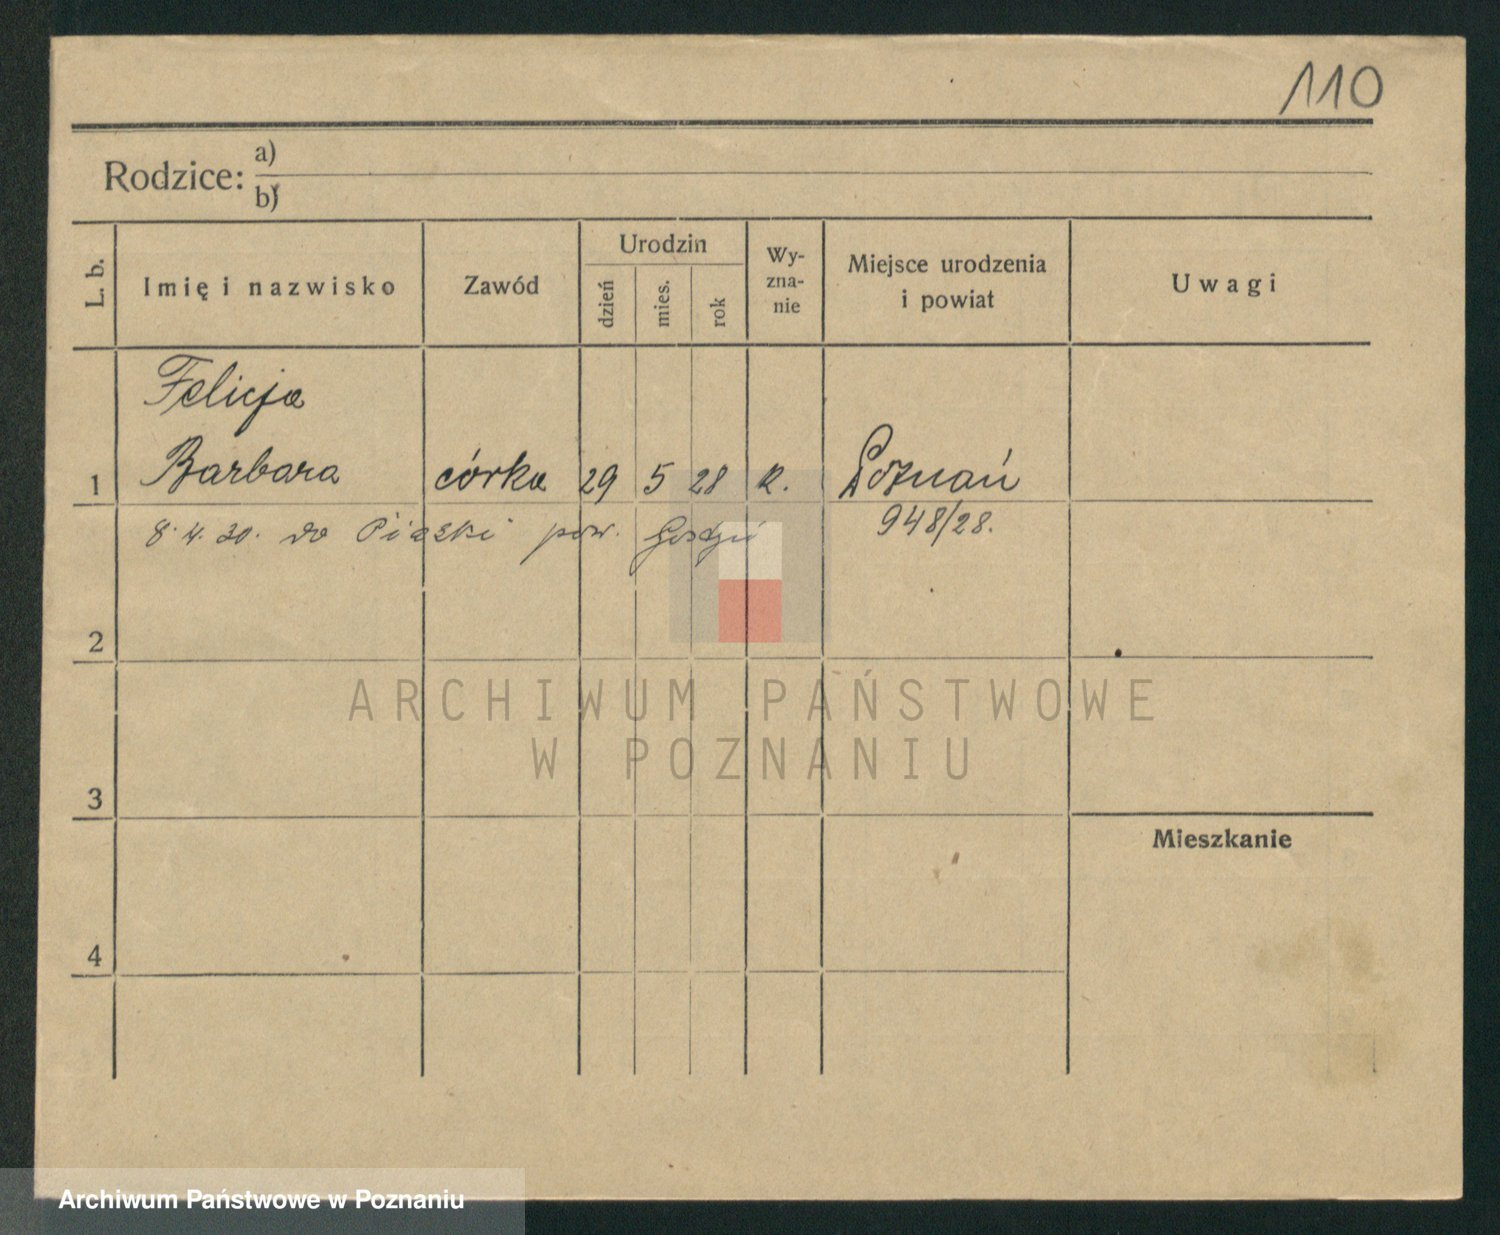 110
Rodzice: a)
b)
L. b.
Imię i nazwisko
Zawód
Urodzin
dzień
mies.
rok
Wy-
zna-
nie
Miejsce urodzenia
i powiat
Uwagi
Felicja
1 Barbara córka 29 5 28 k. Poznań
8.4.30. do Piaski pow. Gostyń 948/28.
2
ARCHIWUM PAŃSTWOWE
W POZNANIU
3
Mieszkanie
4
Archiwum Państwowe w Poznaniu